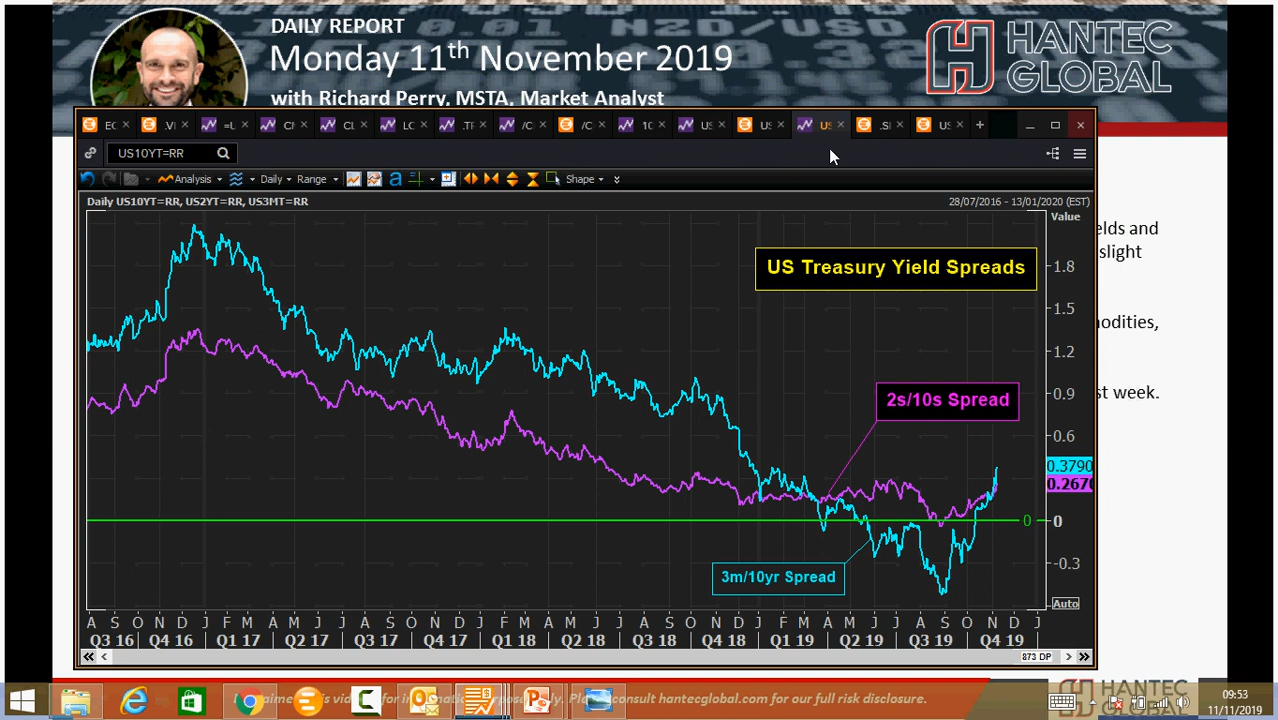 DAILY REPORT
Monday 11th November 2019
with Richard Perry, MSTA, Market Analyst
HANTEC
GLOBAL
US10YT=RR
Analysis Daily Range Shape
Daily US10YT=RR, US2YT=RR, US3MT=RR
28/07/2016 - 13/01/2020 (EST)
Value
US Treasury Yield Spreads
1.8
1.5
1.2
0.9
2s/10s Spread
0.6
0.3790
0.2670
0 0
-0.3
3m/10yr Spread
Auto
A S O N D J F M A M J J A S O N D J F M A M J J A S O N D J F M A M J J A S O N D J
Q3 16 Q4 16 Q1 17 Q2 17 Q3 17 Q4 17 Q1 18 Q2 18 Q3 18 Q4 18 Q1 19 Q2 19 Q3 19 Q4 19
873 DP
slight
st week.
consult hantecglobal.com for our full risk disclosure.
HANTEC
09:53
11/11/2019